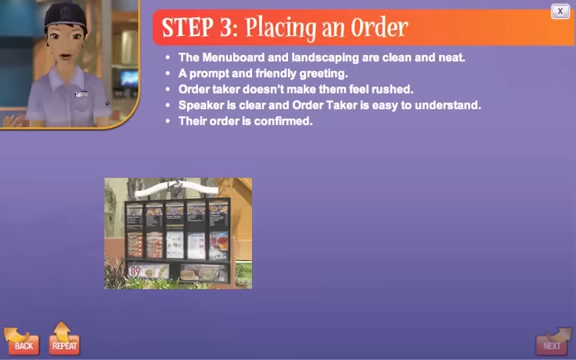 X
STEP 3: Placing an Order
• The Menuboard and landscaping are clean and neat.
• A prompt and friendly greeting.
• Order taker doesn't make them feel rushed.
• Speaker is clear and Order Taker is easy to understand.
• Their order is confirmed.
89
BACK
REPEAT
NEXT